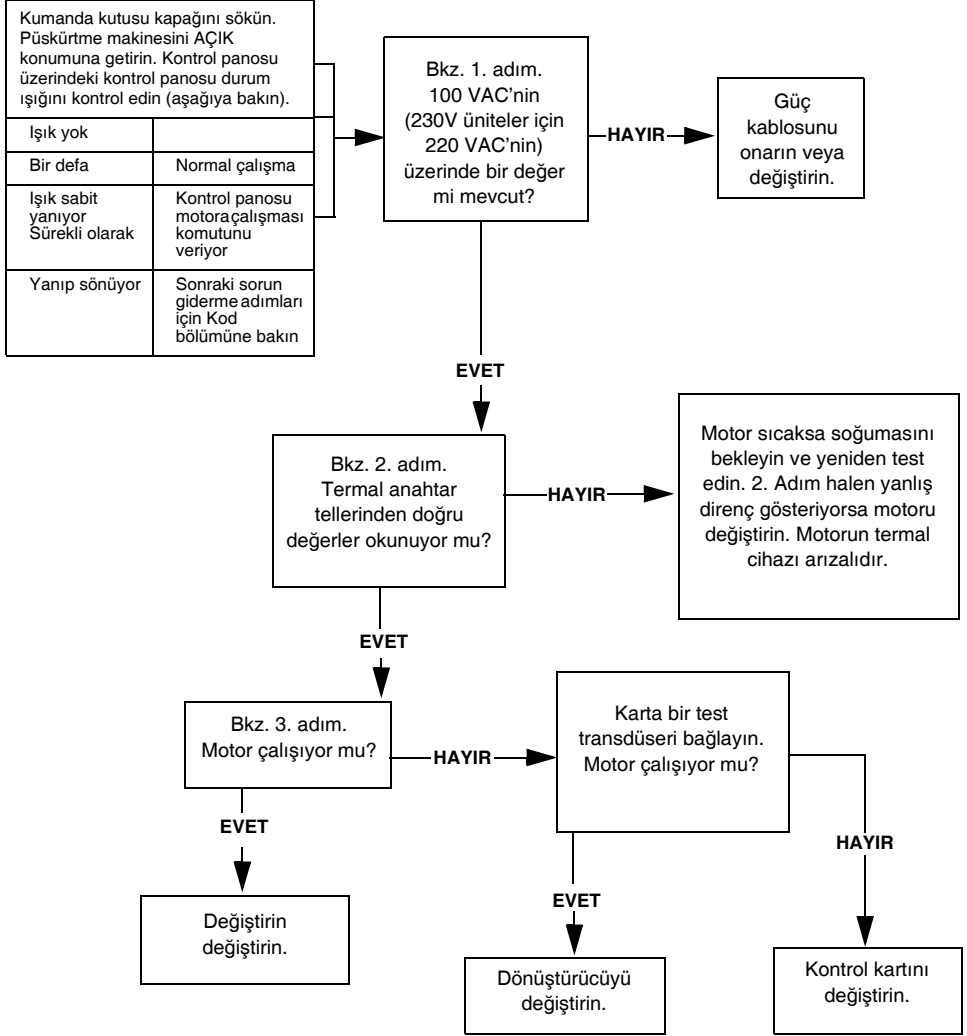 Kumanda kutusu kapağını sökün.
Püskürtme makinesini AÇIK
konumuna getirin. Kontrol panosu
üzerindeki kontrol panosu durum
ışığını kontrol edin (aşağıya bakın).
Işık yok
Bir defa
Normal çalışma
Işık sabit
yanıyor
Sürekli olarak
Kontrol panosu
motora çalışması
komutunu
veriyor
Yanıp sönüyor
Sonraki sorun
giderme adımları
için Kod
bölümüne bakın
Bkz. 1. adım.
100 VAC’nin
(230V üniteler için
220 VAC’nin)
üzerinde bir değer
mi mevcut?
HAYIR
Güç
kablosunu
onarın veya
değiştirin.
EVET
Bkz. 2. adım.
Termal anahtar
tellerinden doğru
değerler okunuyor mu?
HAYIR
Motor sıcaksa soğumasını
bekleyin ve yeniden test
edin. 2. Adım halen yanlış
direnç gösteriyorsa motoru
değiştirin. Motorun termal
cihazı arızalıdır.
EVET
Bkz. 3. adım.
Motor çalışıyor mu?
HAYIR
Karta bir test
transdüseri bağlayın.
Motor çalışıyor mu?
EVET
HAYIR
EVET
Değiştirin
değiştirin.
Dönüştürücüyü
değiştirin.
Kontrol kartını
değiştirin.